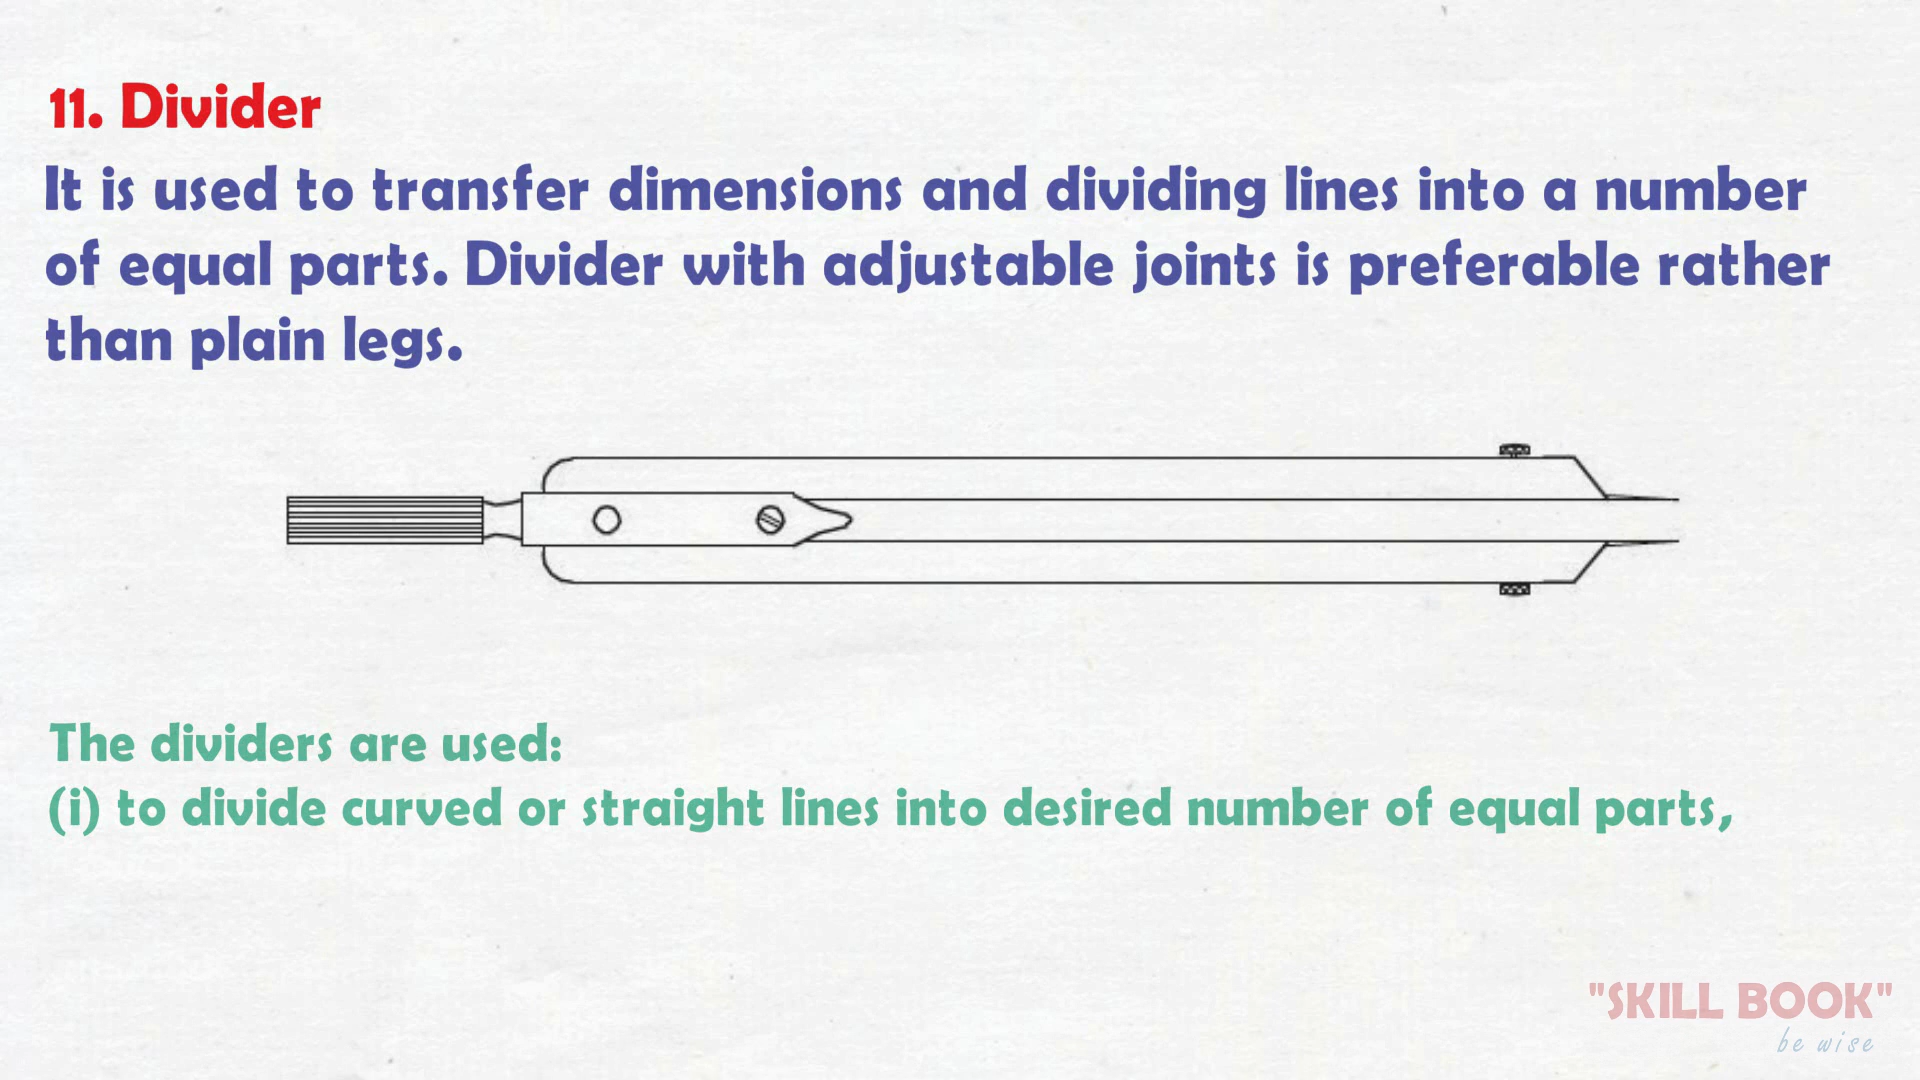 11. Divider
It is used to transfer dimensions and dividing lines into a number
of equal parts. Divider with adjustable joints is preferable rather
than plain legs.
The dividers are used:
(i) to divide curved or straight lines into desired number of equal parts,
"SKILL BOOK"
be wise